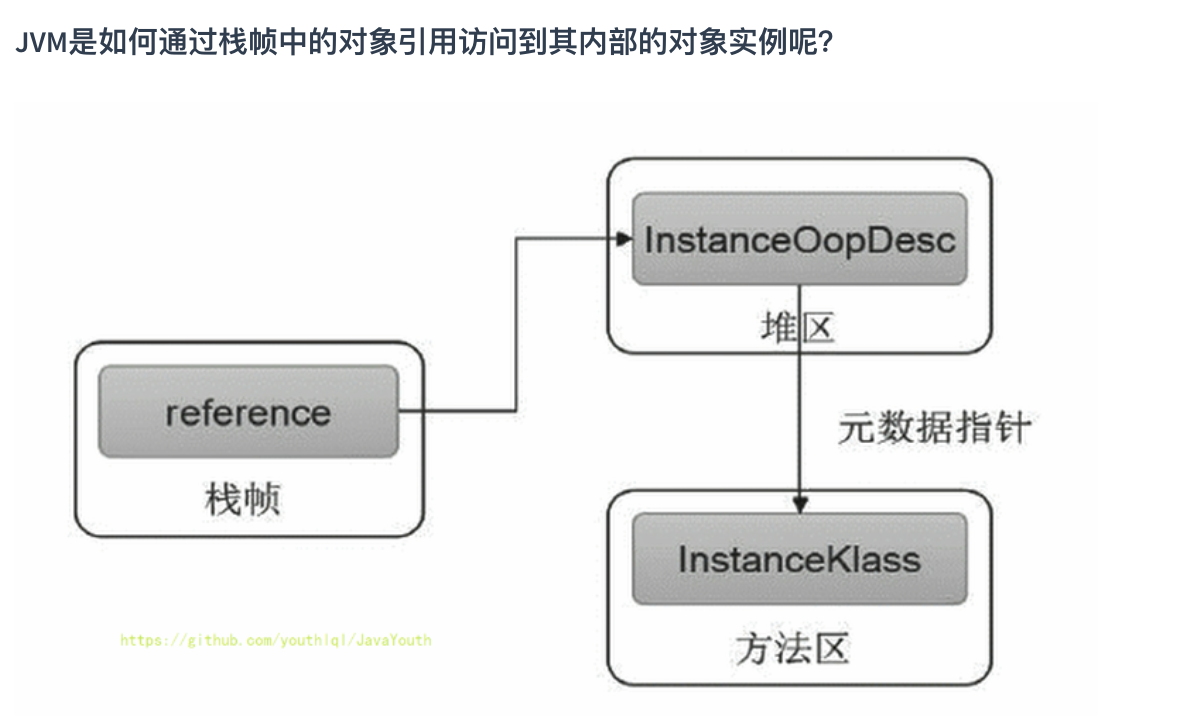 JVM是如何通过栈帧中的对象引用访问到其内部的对象实例呢?
InstanceOopDesc
堆区
reference
栈帧
元数据指针
InstanceKlass
方法区
https://github.com/youthlql/JavaYouth